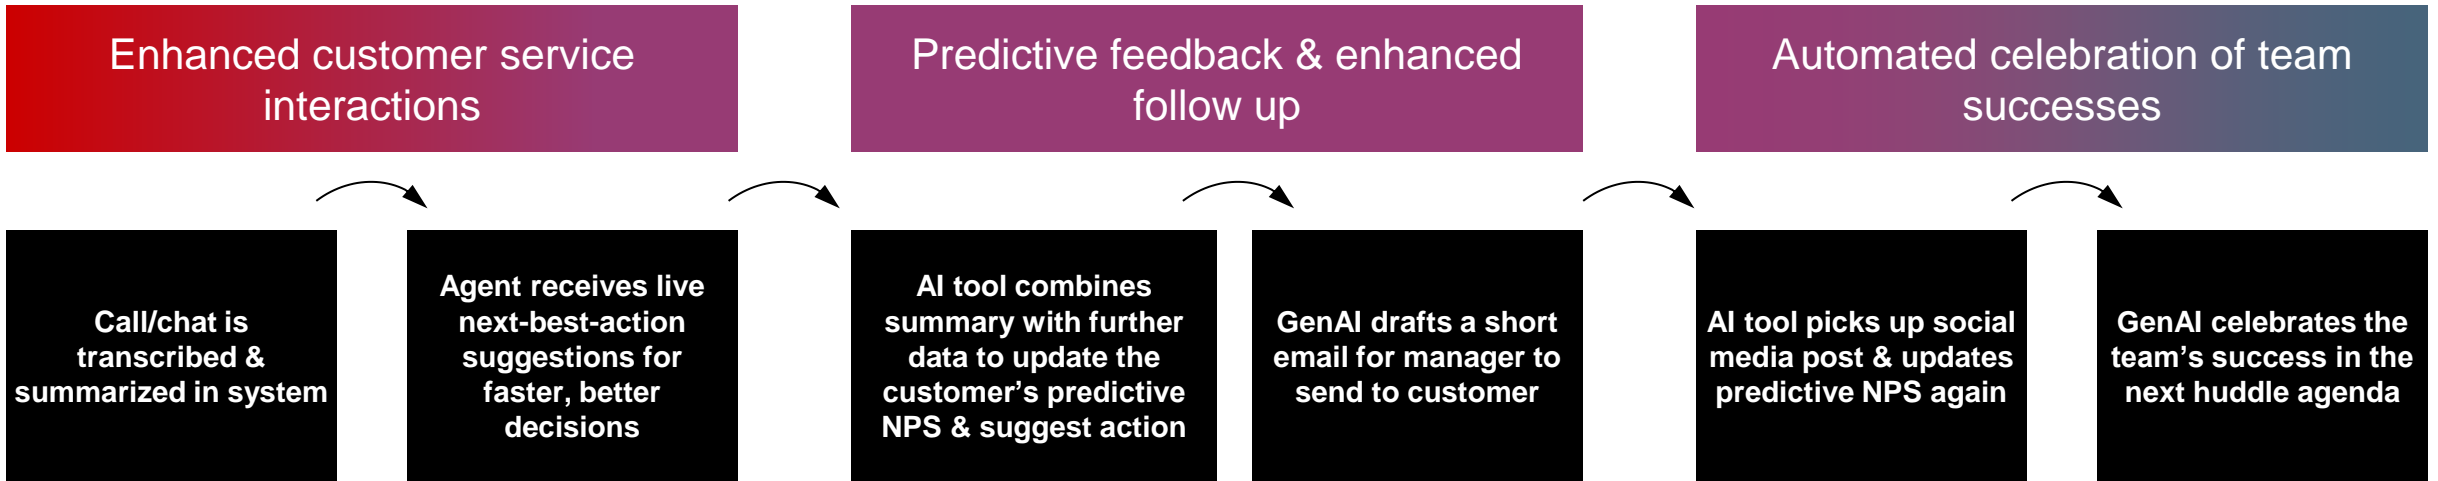 Enhanced customer service
interactions
Predictive feedback & enhanced
follow up
Automated celebration of team
successes
Call/chat is
transcribed &
summarized in system
Agent receives live
next-best-action
suggestions for
faster, better
decisions
AI tool combines
summary with further
data to update the
customer’s predictive
NPS & suggest action
GenAI drafts a short
email for manager to
send to customer
AI tool picks up social
media post & updates
predictive NPS again
GenAI celebrates the
team’s success in the
next huddle agenda